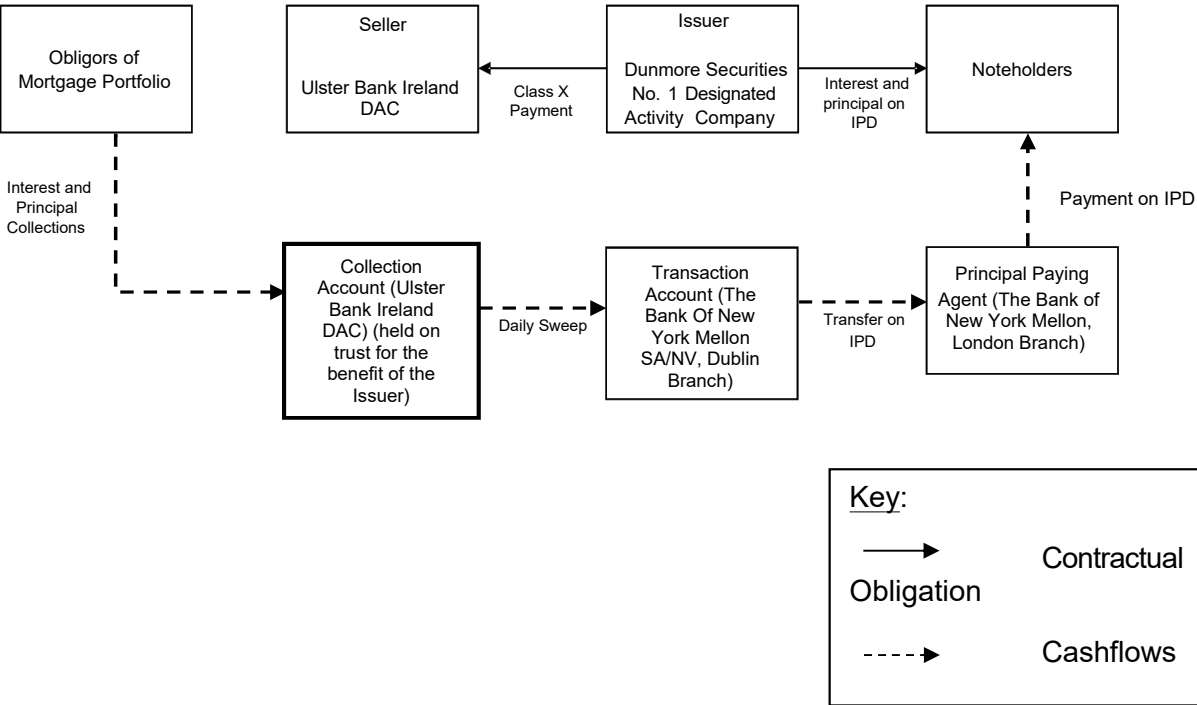 Obligors of
Mortgage Portfolio
Seller
Ulster Bank Ireland
DAC
Class X
Payment
Issuer
Dunmore Securities
No. 1 Designated
Activity Company
Interest and
principal on
IPD
Noteholders
Interest and
Principal
Collections
Payment on IPD
Collection
Account (Ulster
Bank Ireland
DAC) (held on
trust for the
benefit of the
Issuer)
Daily Sweep
Transaction
Account (The
Bank Of New
York Mellon
SA/NV, Dublin
Branch)
Transfer on
IPD
Principal Paying
Agent (The Bank of
New York Mellon,
London Branch)
Key:
Contractual
Obligation
Cashflows